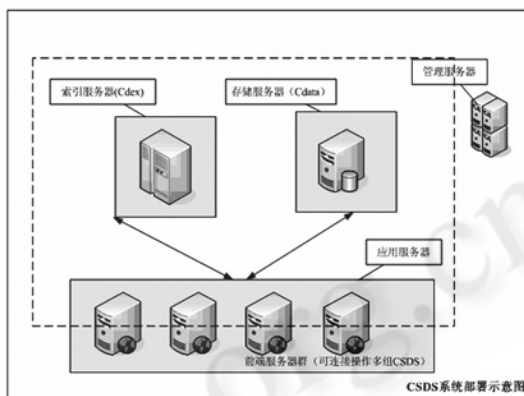 管理服务器
索引服务器(Cdex)
存储服务器（Cdata）
应用服务器
前端服务器群（可连接操作多组CSDS）
CSDS系统部署示意图
org.cn